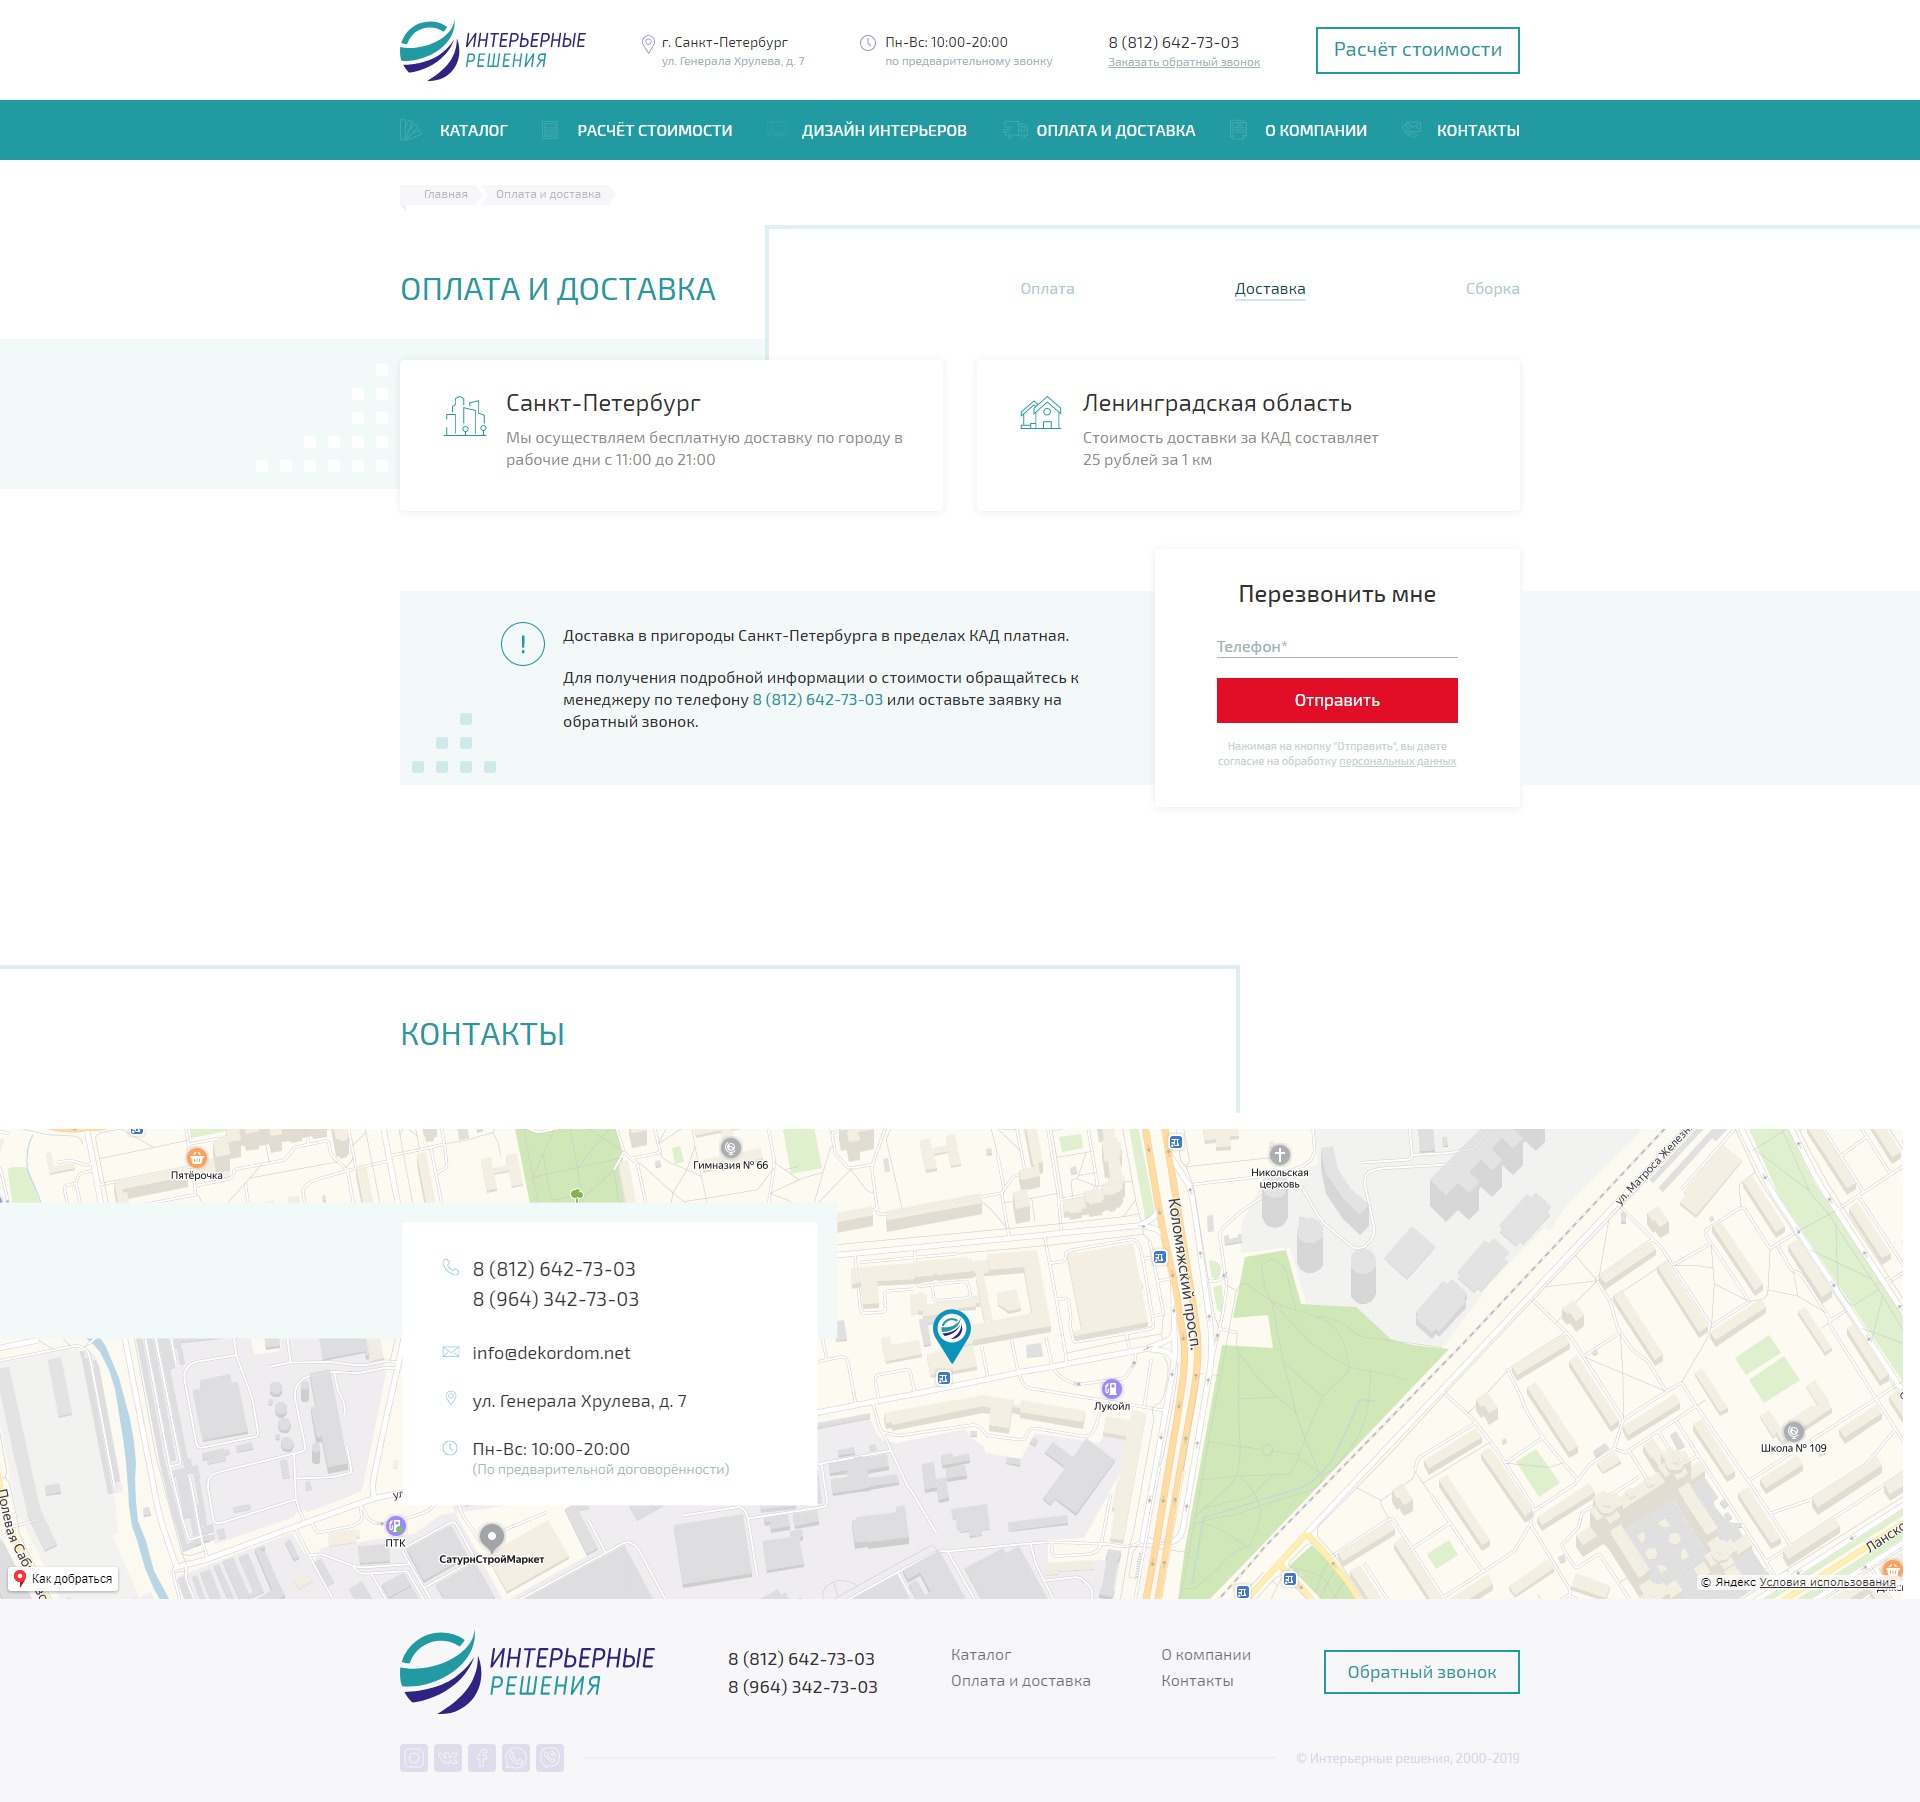 ИНТЕРЬЕРНЫЕ
РЕШЕНИЯ
г. Санкт-Петербург
ул. Генерала Хрулева, д. 7
Пн-Вс: 10:00-20:00
по предварительному звонку
8 (812) 642-73-03
Заказать обратный звонок
Расчёт стоимости
КАТАЛОГ
РАСЧЁТ СТОИМОСТИ
ДИЗАЙН ИНТЕРЬЕРОВ
ОПЛАТА И ДОСТАВКА
О КОМПАНИИ
КОНТАКТЫ
Главная
Оплата и доставка
ОПЛАТА И ДОСТАВКА
Оплата
Доставка
Сборка
Санкт-Петербург
Мы осуществляем бесплатную доставку по городу в
рабочие дни с 11:00 до 21:00
Ленинградская область
Стоимость доставки за КАД составляет
25 рублей за 1 км
!
Доставка в пригороды Санкт-Петербурга в пределах КАД платная.
Для получения подробной информации о стоимости обращайтесь к
менеджеру по телефону 8 (812) 642-73-03 или оставьте заявку на
обратный звонок.
Перезвонить мне
Телефон*
Отправить
Нажимая на кнопку "Отправить", вы даете
согласие на обработку персональных данных
КОНТАКТЫ
Пятёрочка
Гимназия № 66
Никольская
церковь
ул. Матроса Железн
Коломяжский просп.
8 (812) 642-73-03
8 (964) 342-73-03
info@dekordom.net
ул. Генерала Хрулева, д. 7
Пн-Вс: 10:00-20:00
(По предварительной договорённости)
Лукойл
Школа № 109
ул
ПТК
СатурнСтройМаркет
Полевая Саб
Ланско
Как добраться
© Яндекс Условия использования
ИНТЕРЬЕРНЫЕ
РЕШЕНИЯ
8 (812) 642-73-03
8 (964) 342-73-03
Каталог
Оплата и доставка
О компании
Контакты
Обратный звонок
© Интерьерные решения, 2000-2019